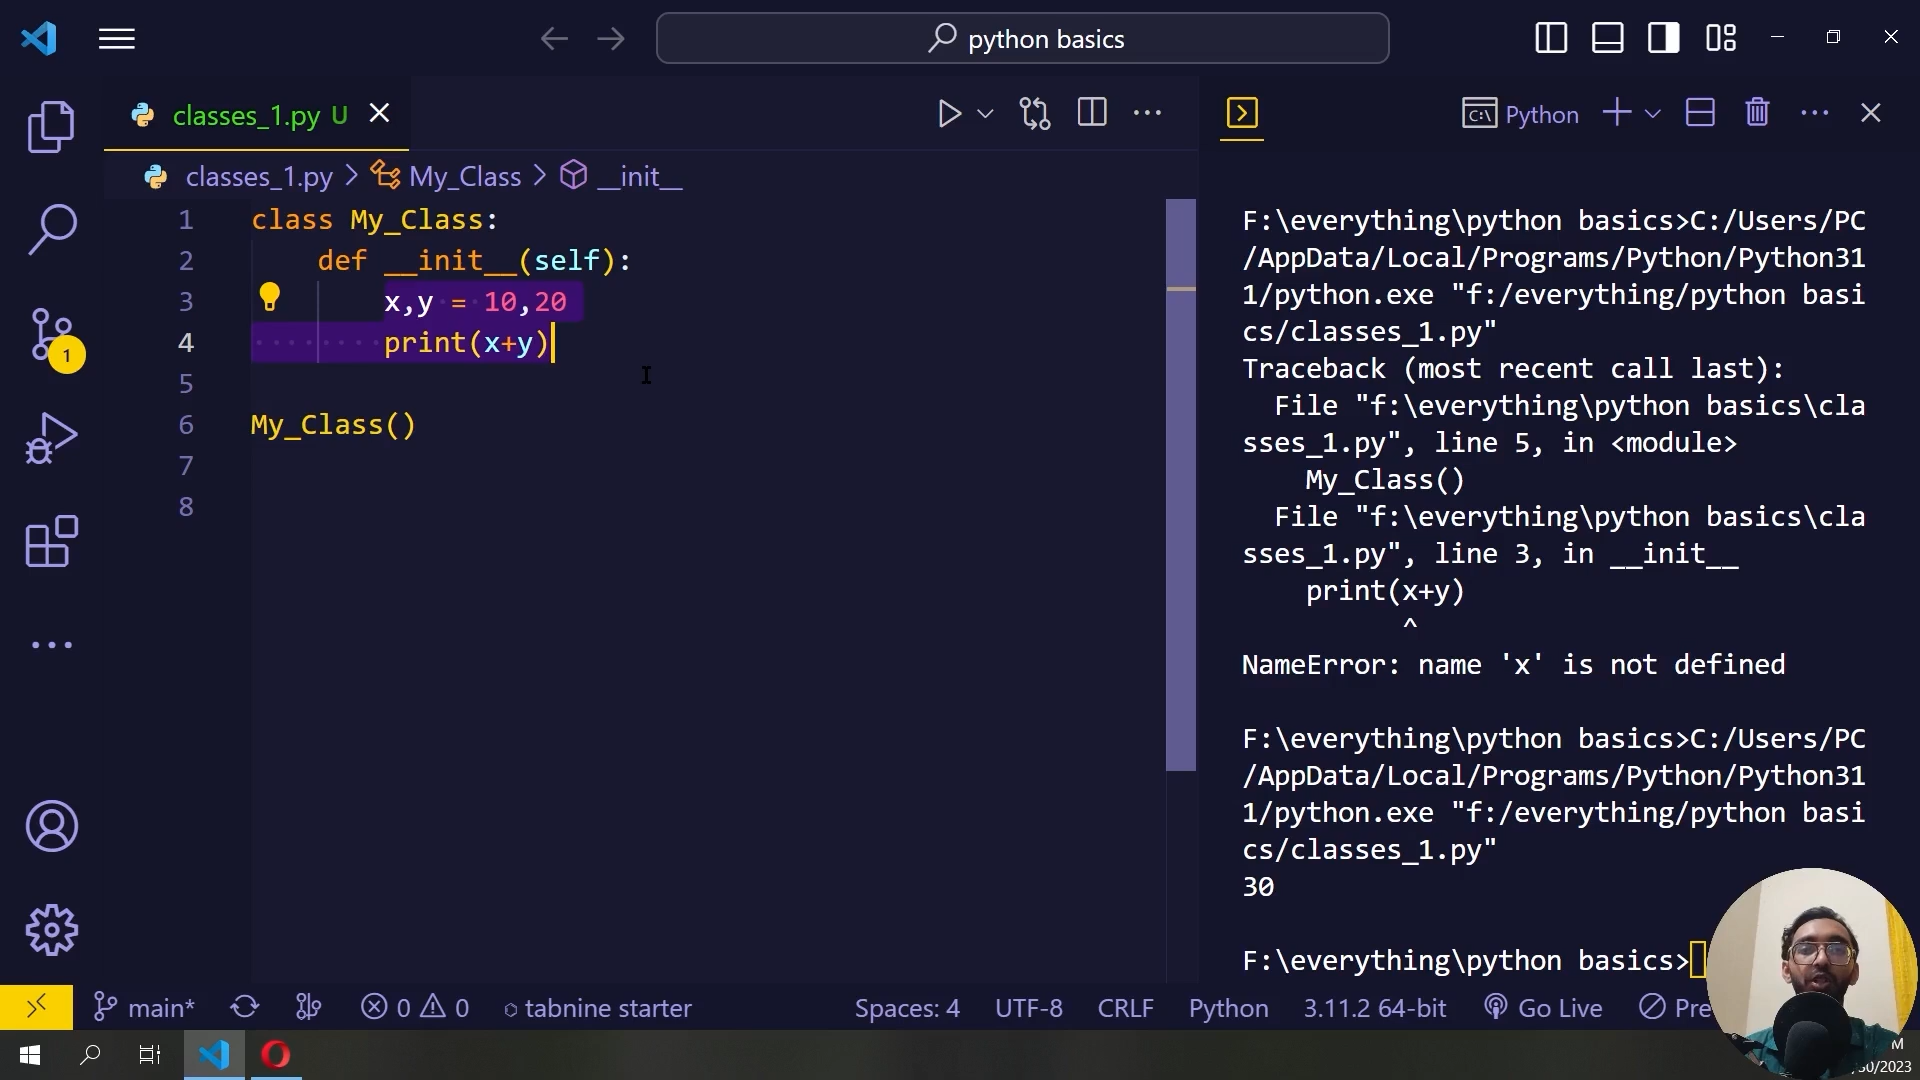 python basics
classes_1.py U
Python
classes_1.py > My_Class > __init__
1 class My_Class:
2 def __init__(self):
3 x,y = 10,20
4 print(x+y)
5
6 My_Class()
7
8
F:\everything\python basics>C:/Users/PC
/AppData/Local/Programs/Python/Python31
1/python.exe "f:/everything/python basi
cs/classes_1.py"
Traceback (most recent call last):
File "f:\everything\python basics\cla
sses_1.py", line 5, in <module>
My_Class()
File "f:\everything\python basics\cla
sses_1.py", line 3, in __init__
print(x+y)
^
NameError: name 'x' is not defined
F:\everything\python basics>C:/Users/PC
/AppData/Local/Programs/Python/Python31
1/python.exe "f:/everything/python basi
cs/classes_1.py"
30
F:\everything\python basics>
1
main* 0 0 tabnine starter Spaces: 4 UTF-8 CRLF Python 3.11.2 64-bit Go Live Pre
M
/2023